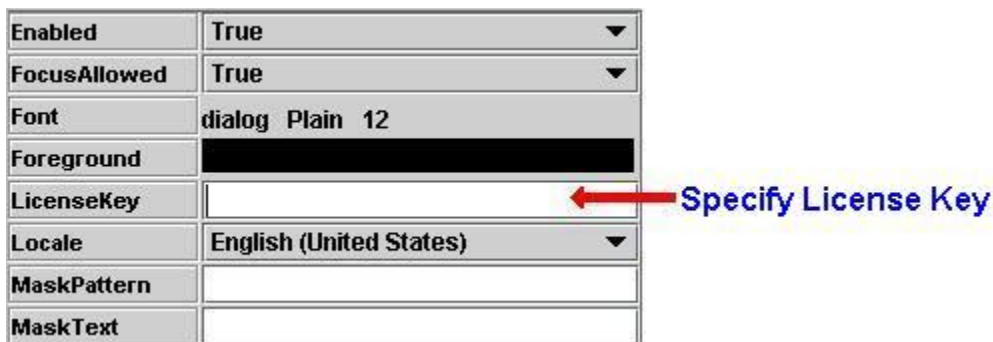 Enabled True
FocusAllowed True
Font dialog Plain 12
Foreground
LicenseKey Specify License Key
Locale English (United States)
MaskPattern
MaskText